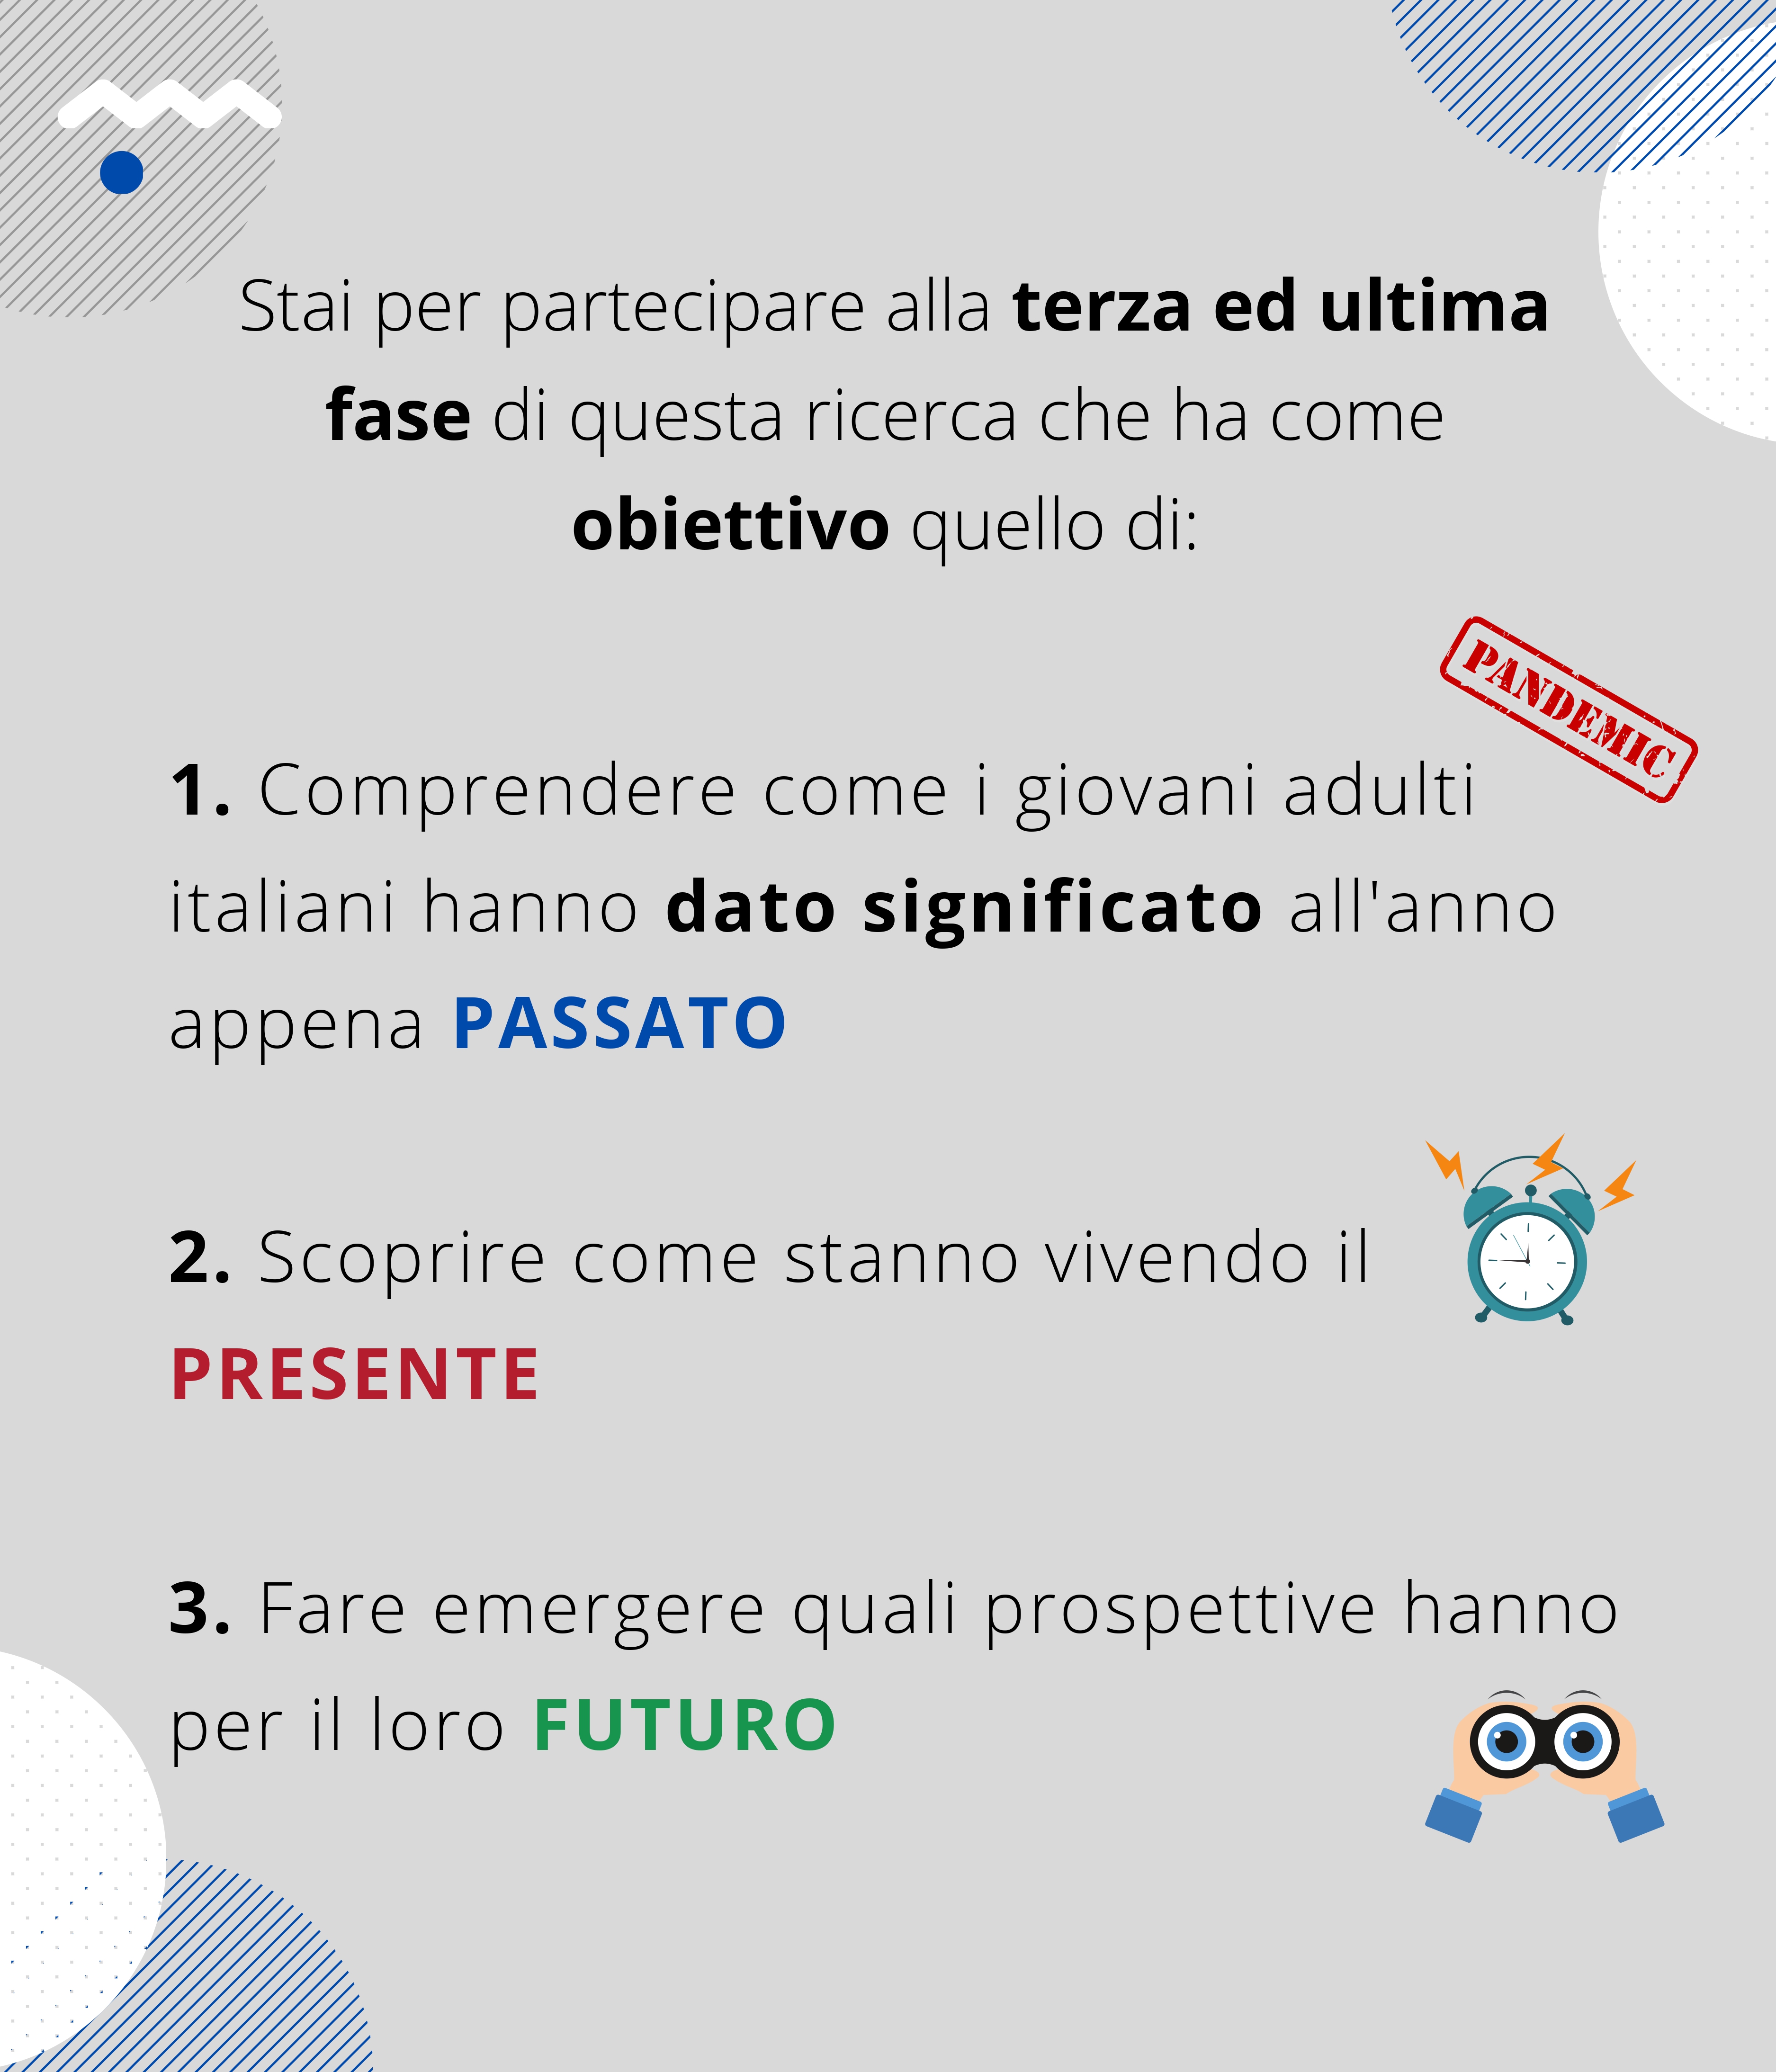 Stai per partecipare alla terza ed ultima
fase di questa ricerca che ha come
obiettivo quello di:
PANDEMIC
1. Comprendere come i giovani adulti
italiani hanno dato significato all'anno
appena PASSATO
2. Scoprire come stanno vivendo il
PRESENTE
3. Fare emergere quali prospettive hanno
per il loro FUTURO